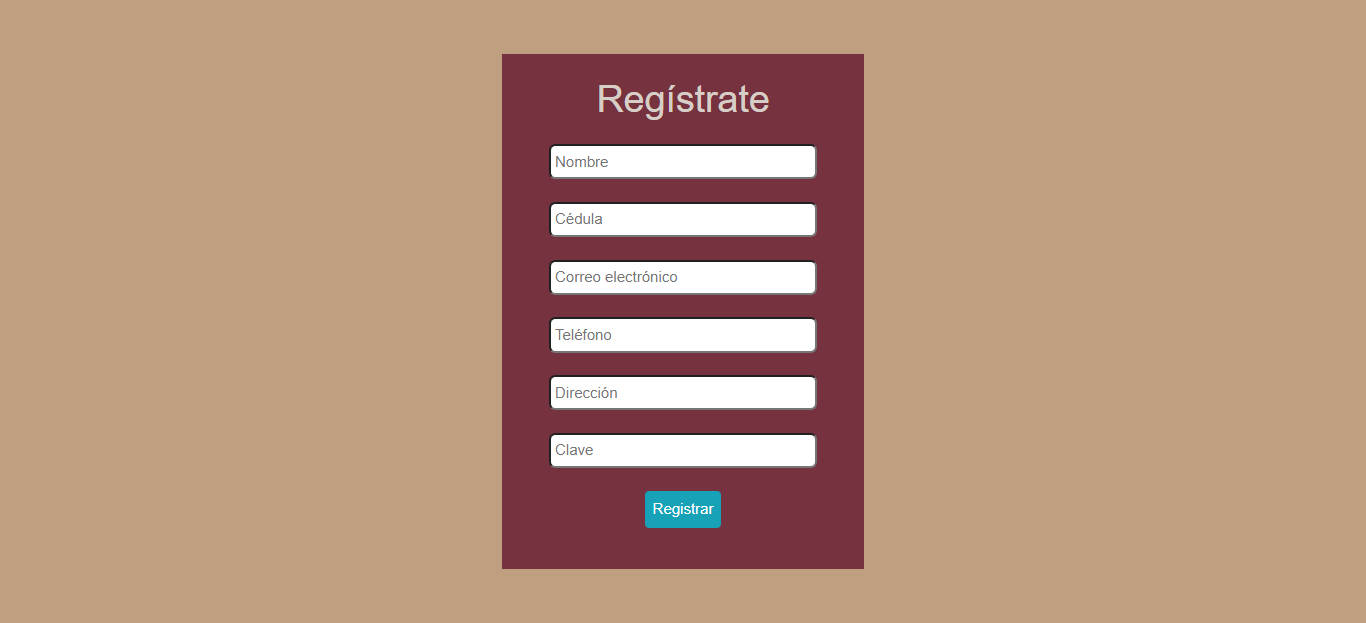 Regístrate
Nombre
Cédula
Correo electrónico
Teléfono
Dirección
Clave
Registrar